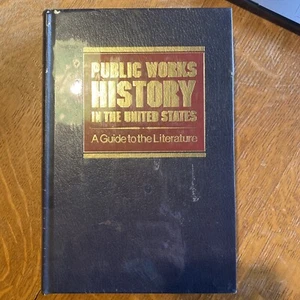 PUBLIC WORKS
HISTORY
IN THE UNITED STATES
A Guide to the Literature